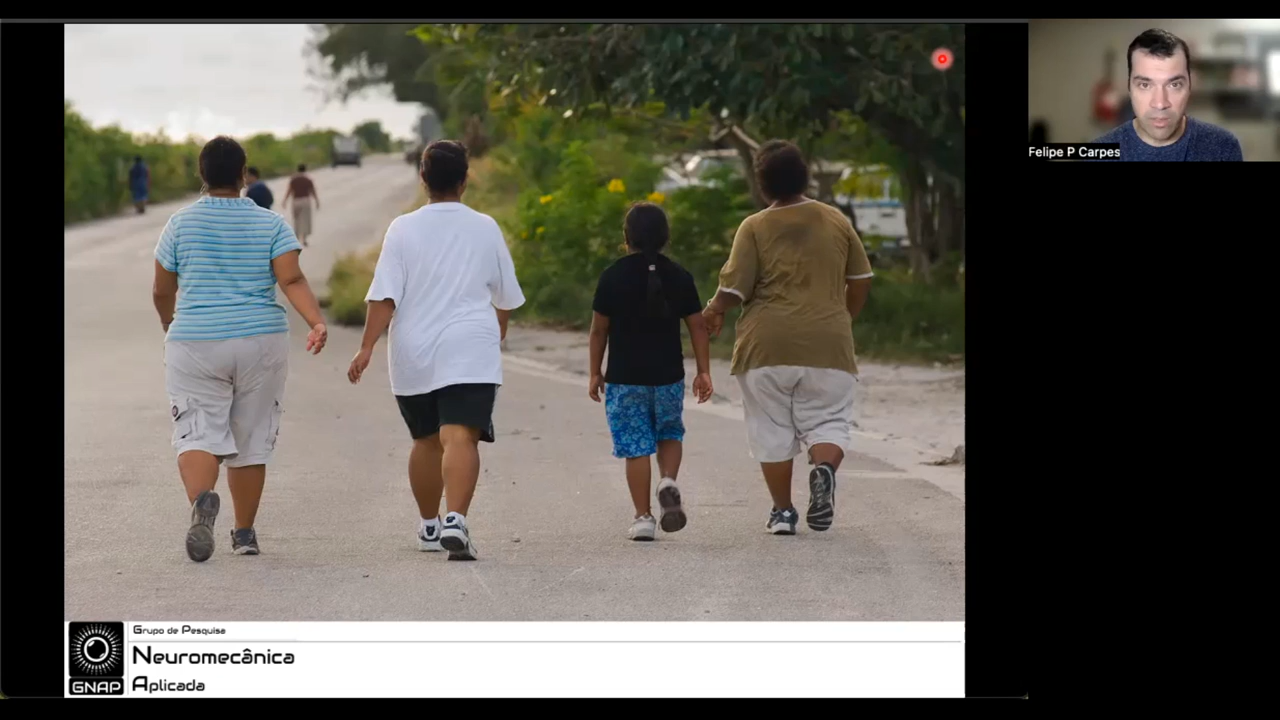 Felipe P Carpes
Grupo de Pesquisa
Neuromecânica
Aplicada
GNAP